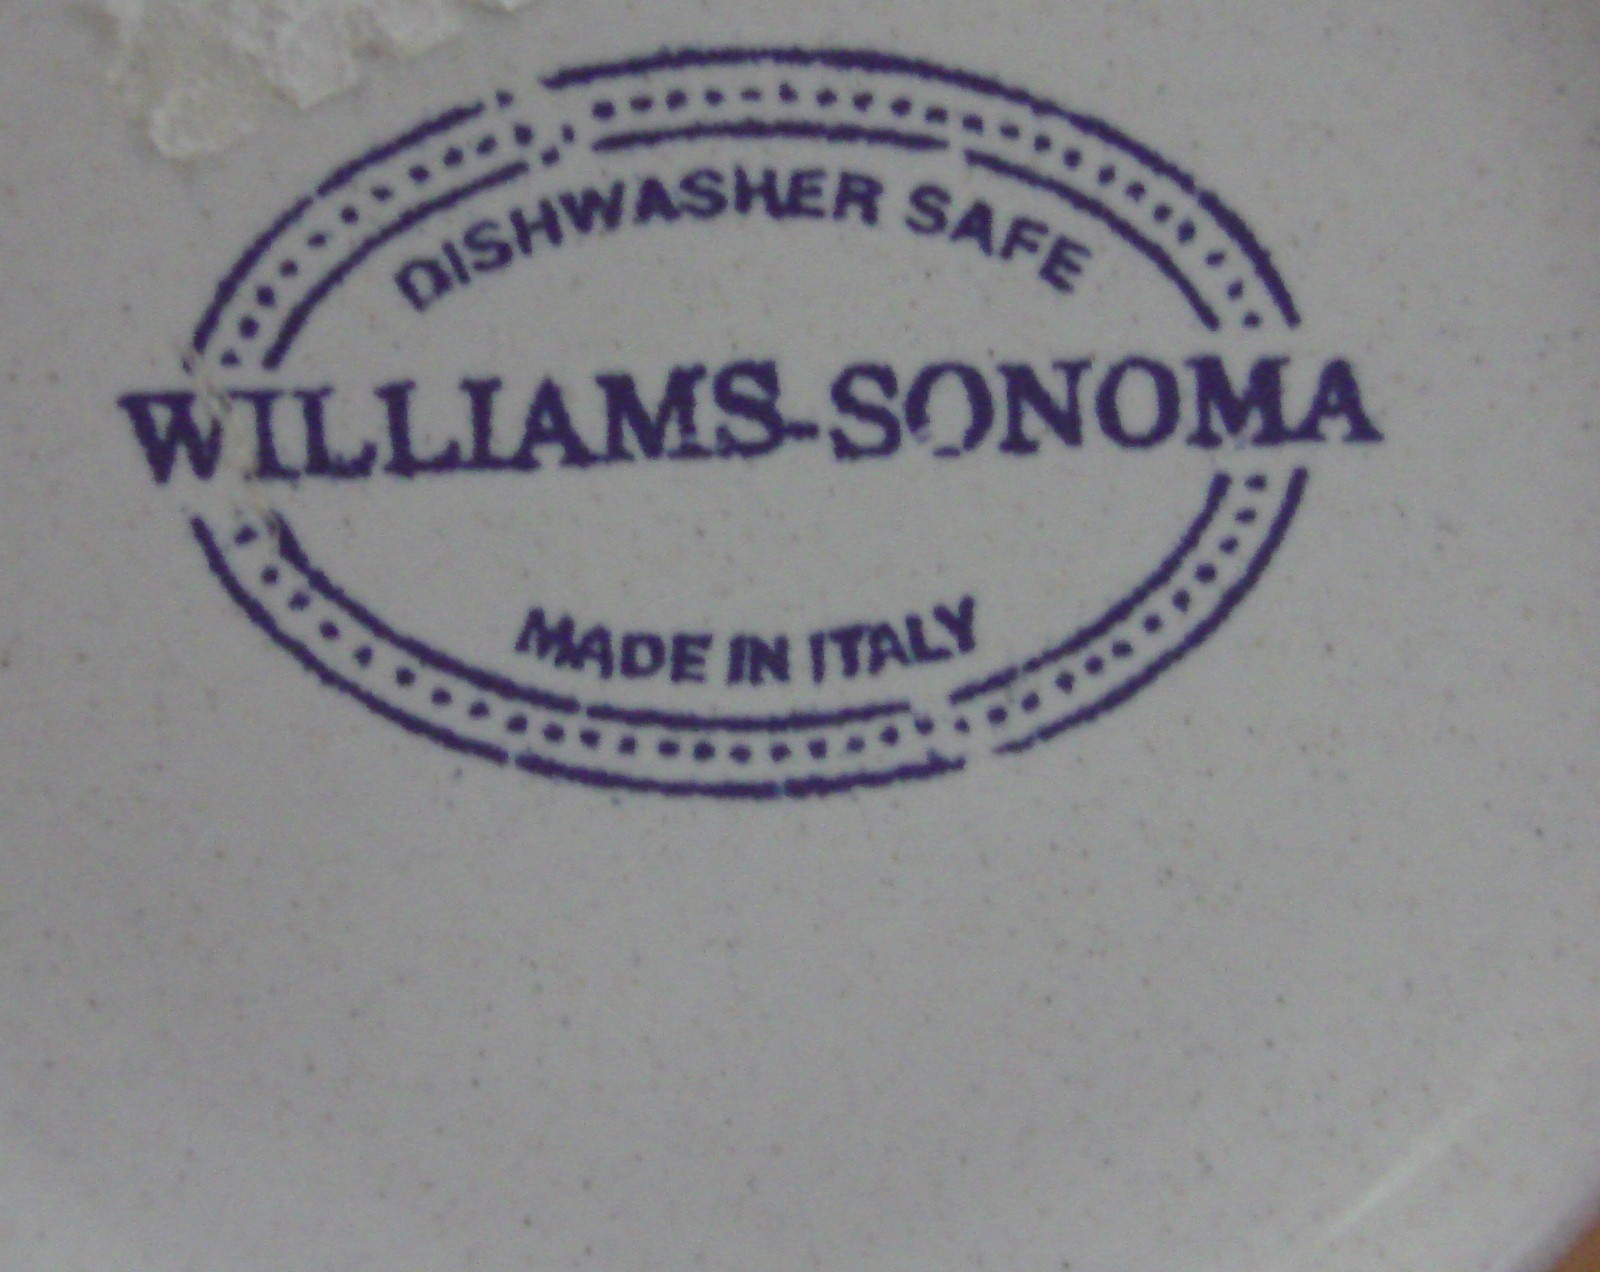 DISHWASHER SAFE
WILLIAMS-SONOMA
MADE IN ITALY